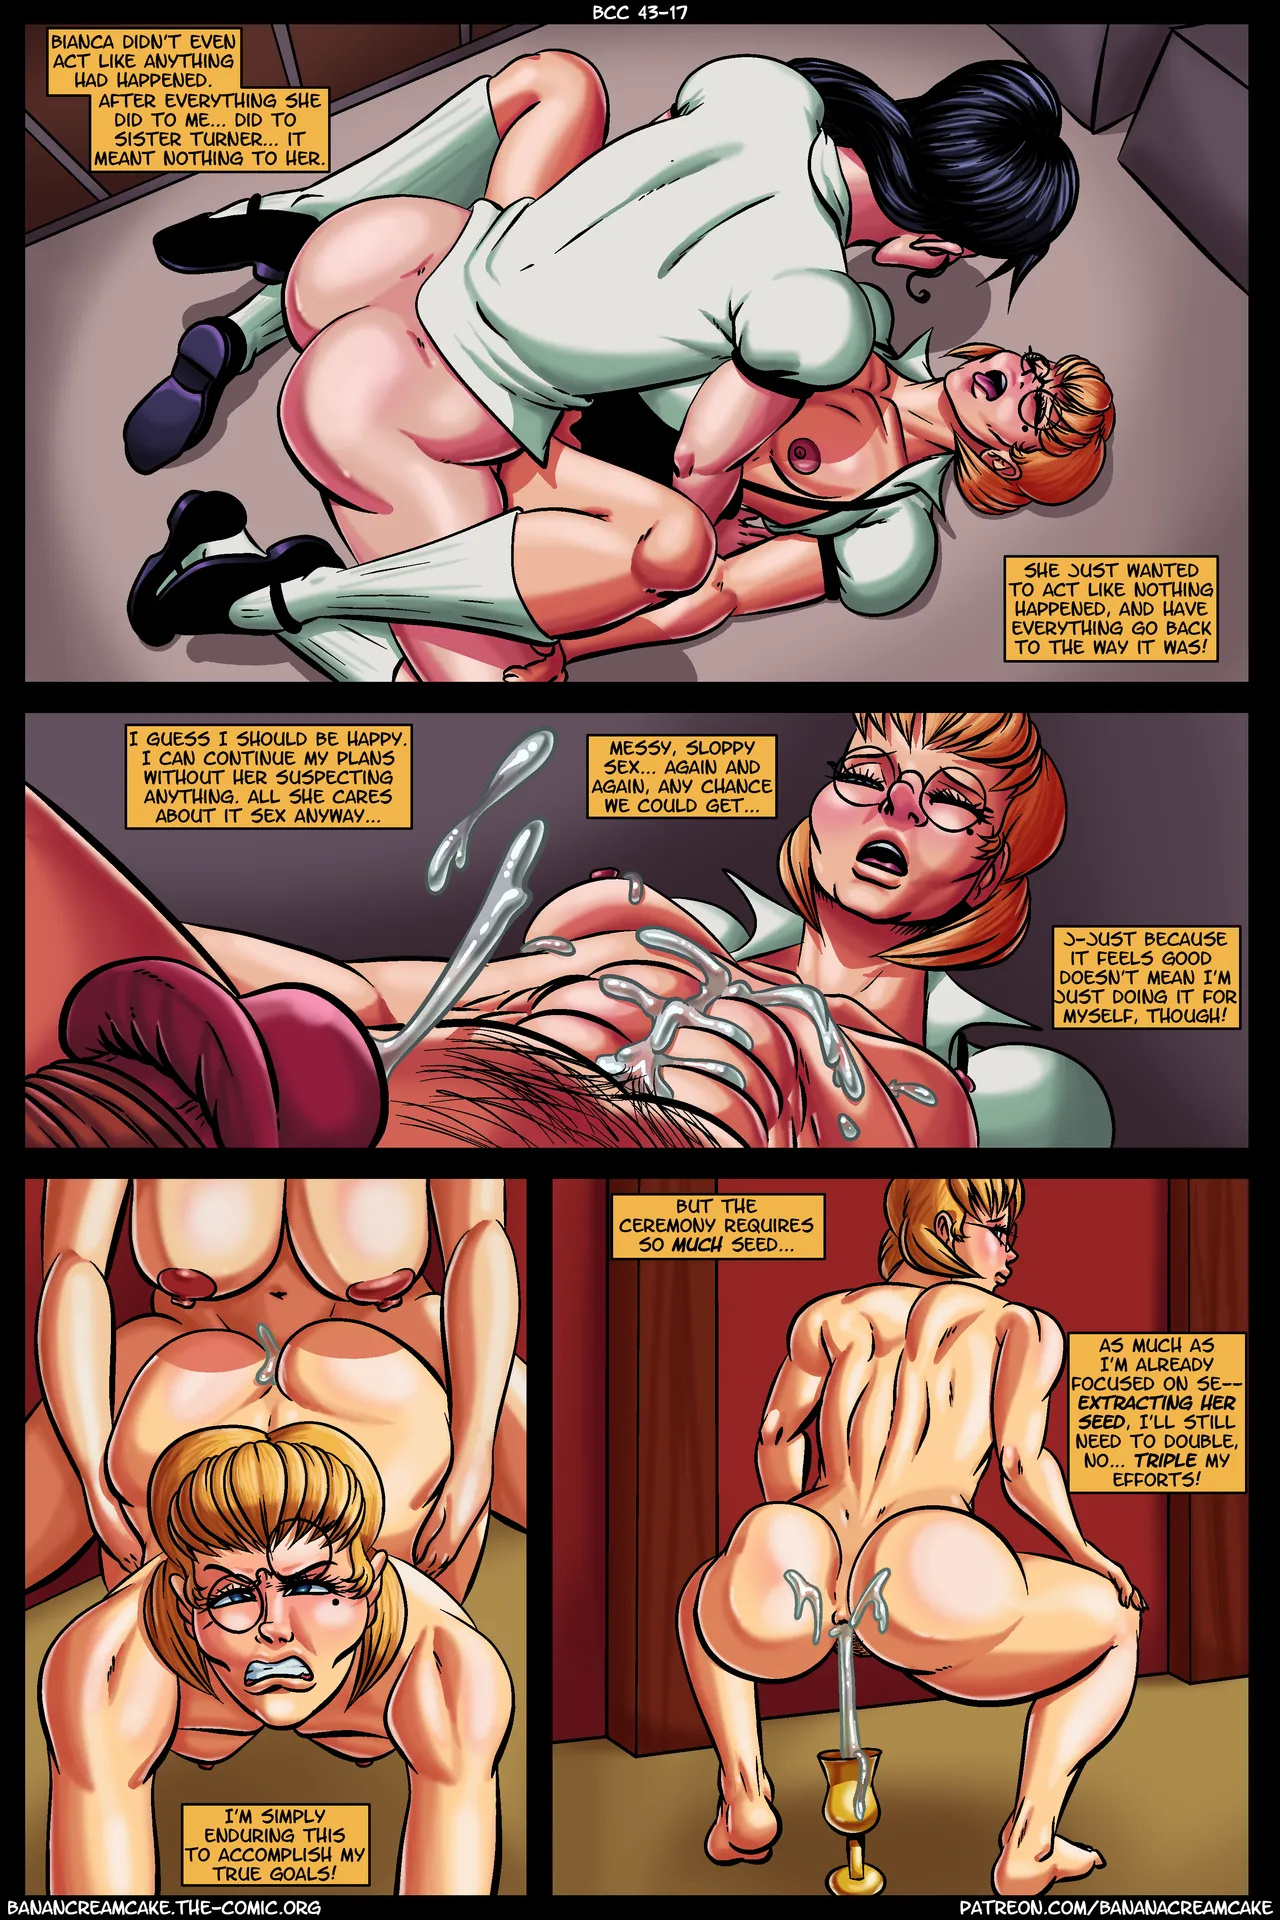 BCC 43-17
BIANCA DIDN'T EVEN
ACT LIKE ANYTHING
HAD HAPPENED.
AFTER EVERYTHING SHE
DID TO ME... DID TO
SISTER TURNER... IT
MEANT NOTHING TO HER.
SHE JUST WANTED
TO ACT LIKE NOTHING
HAPPENED, AND HAVE
EVERYTHING GO BACK
TO THE WAY IT WAS!
I GUESS I SHOULD BE HAPPY.
I CAN CONTINUE MY PLANS
WITHOUT HER SUSPECTING
ANYTHING. ALL SHE CARES
ABOUT IT SEX ANYWAY...
MESSY, SLOPPY
SEX... AGAIN AND
AGAIN, ANY CHANCE
WE COULD GET...
J-JUST BECAUSE
IT FEELS GOOD
DOESN'T MEAN I'M
JUST DOING IT FOR
MYSELF, THOUGH!
I'M SIMPLY
ENDURING THIS
TO ACCOMPLISH MY
TRUE GOALS!
BUT THE
CEREMONY REQUIRES
SO MUCH SEED...
AS MUCH AS
I'M ALREADY
FOCUSED ON SE--
EXTRACTING HER
SEED, I'LL STILL
NEED TO DOUBLE,
NO... TRIPLE MY
EFFORTS!
BANANCREAMCAKE.THE-COMIC.ORG
PATREON.COM/BANANACREAMCAKE